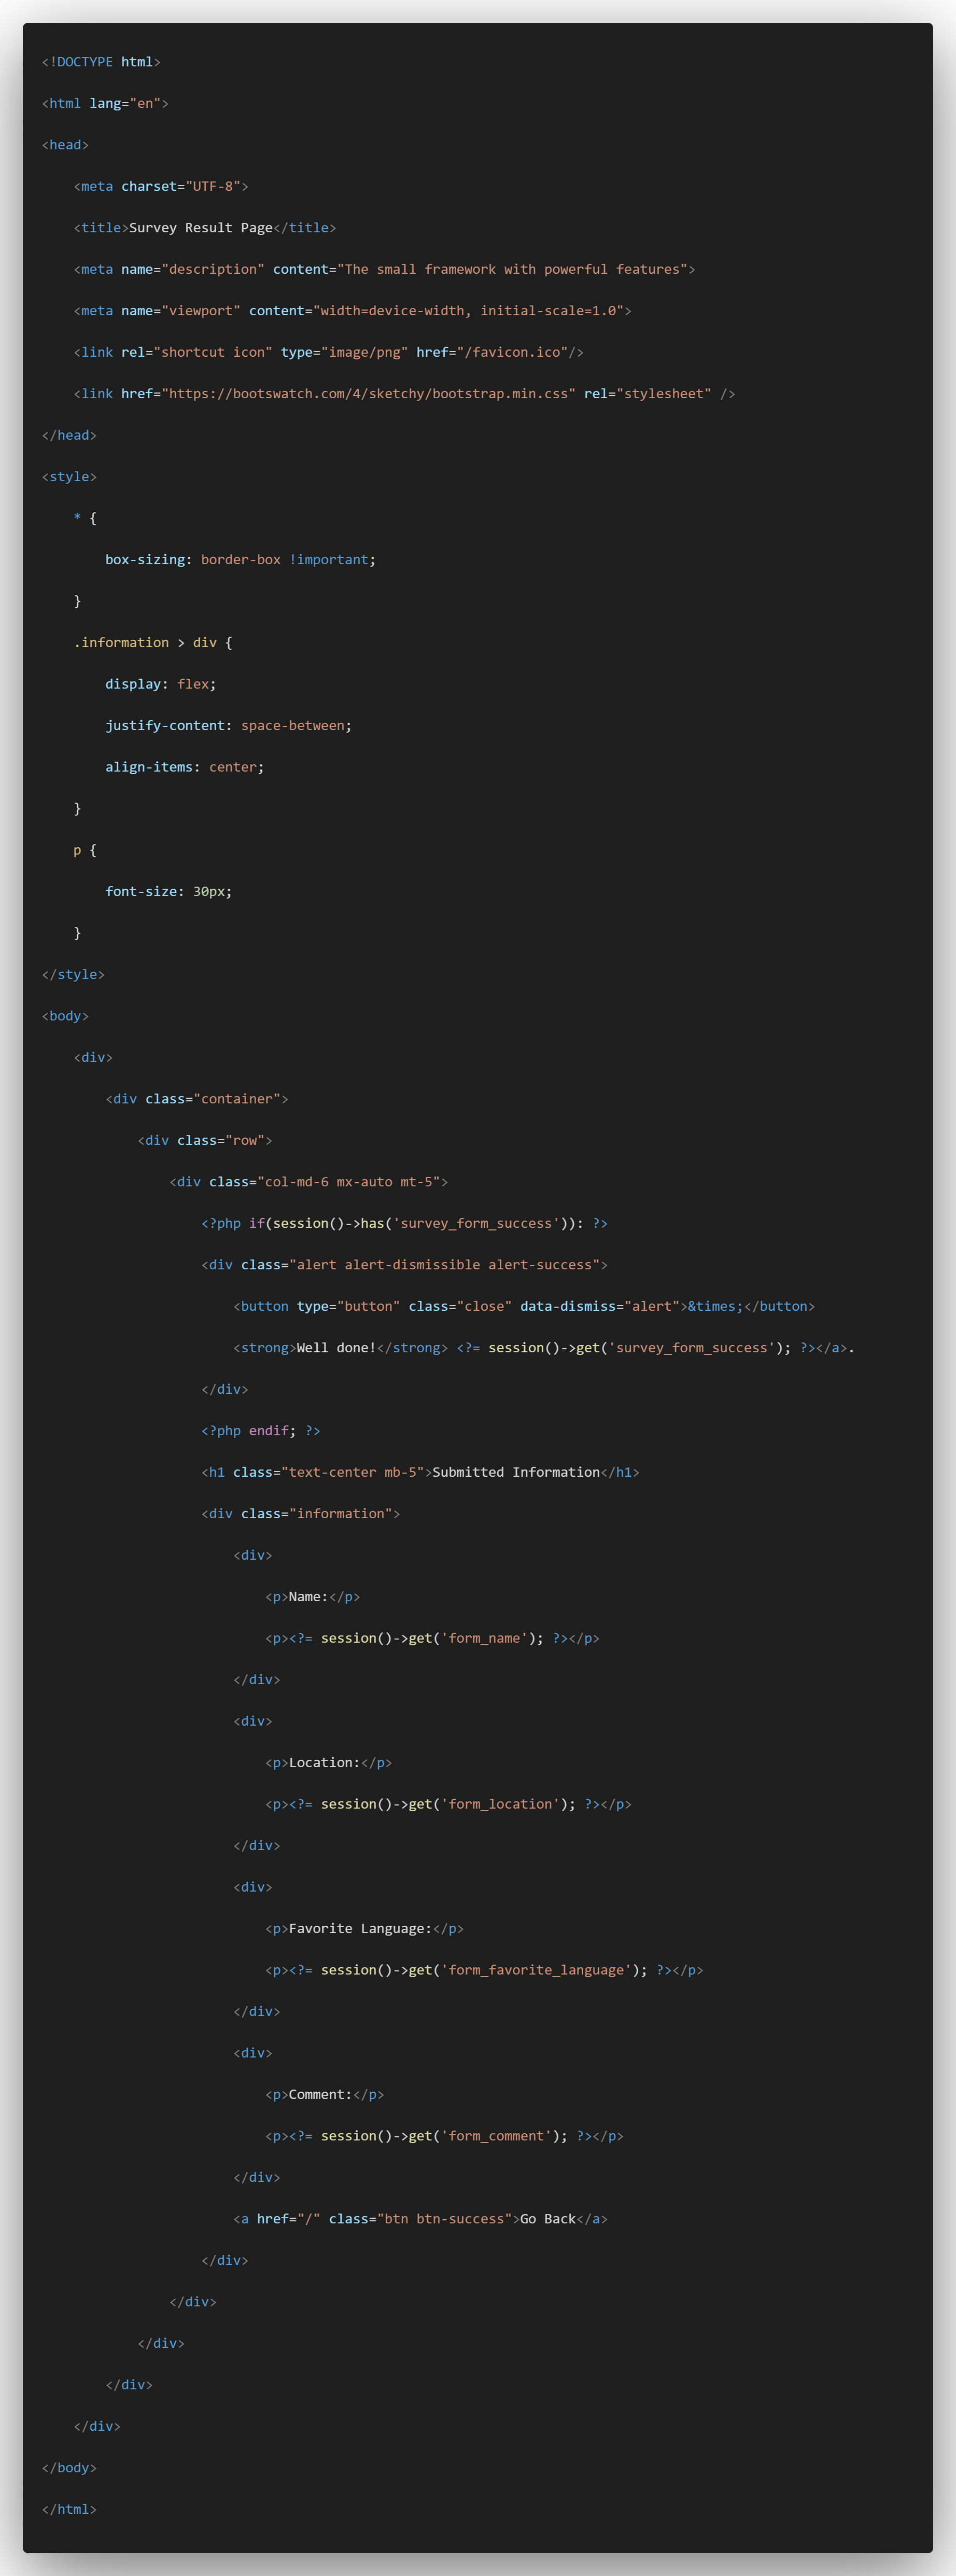 <!DOCTYPE html>
<html lang="en">
<head>
    <meta charset="UTF-8">
    <title>Survey Result Page</title>
    <meta name="description" content="The small framework with powerful features">
    <meta name="viewport" content="width=device-width, initial-scale=1.0">
    <link rel="shortcut icon" type="image/png" href="/favicon.ico"/>
    <link href="https://bootswatch.com/4/sketchy/bootstrap.min.css" rel="stylesheet" />
</head>
<style>
    * {
        box-sizing: border-box !important;
    }
    .information > div {
        display: flex;
        justify-content: space-between;
        align-items: center;
    }
    p {
        font-size: 30px;
    }
</style>
<body>
    <div>
        <div class="container">
            <div class="row">
                <div class="col-md-6 mx-auto mt-5">
                    <?php if(session()->has('survey_form_success')): ?>
                    <div class="alert alert-dismissible alert-success">
                        <button type="button" class="close" data-dismiss="alert">&times;</button>
                        <strong>Well done!</strong> <?= session()->get('survey_form_success'); ?></a>.
                    </div>
                    <?php endif; ?>
                    <h1 class="text-center mb-5">Submitted Information</h1>
                    <div class="information">
                        <div>
                            <p>Name:</p>
                            <p><?= session()->get('form_name'); ?></p>
                        </div>
                        <div>
                            <p>Location:</p>
                            <p><?= session()->get('form_location'); ?></p>
                        </div>
                        <div>
                            <p>Favorite Language:</p>
                            <p><?= session()->get('form_favorite_language'); ?></p>
                        </div>
                        <div>
                            <p>Comment:</p>
                            <p><?= session()->get('form_comment'); ?></p>
                        </div>
                        <a href="/" class="btn btn-success">Go Back</a>
                    </div>
                </div>
            </div>
        </div>
    </div>
</body>
</html>